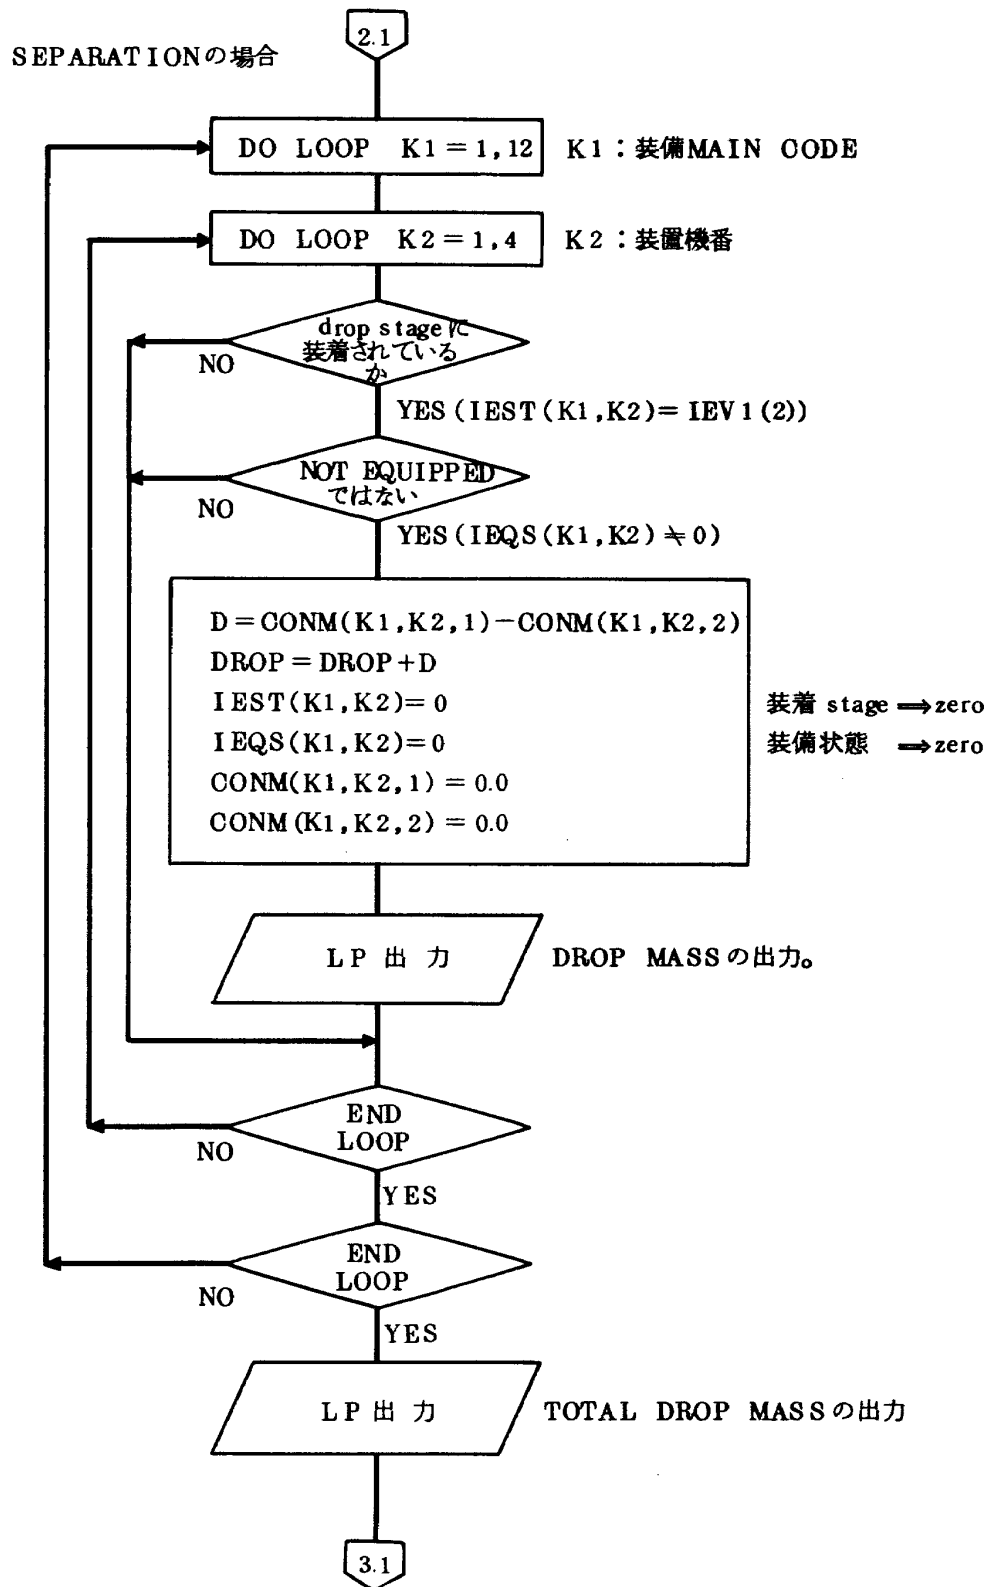 2.1
SEPARATIONの場合
DO LOOP K1=1,12 K1：装備MAIN CODE
DO LOOP K2=1,4 K2：装置機番
drop stageに
装着されている
か
NO
YES(IEST(K1,K2)=IEV1(2))
NOT EQUIPPED
ではない
NO
YES(IEQS(K1,K2)≠0)
D=CONM(K1,K2,1)-CONM(K1,K2,2)
DROP=DROP+D
IEST(K1,K2)=0 装着 stage ⟹zero
IEQS(K1,K2)=0 装備状態 ⟹zero
CONM(K1,K2,1)=0.0
CONM(K1,K2,2)=0.0
LP 出力 DROP MASSの出力。
END
LOOP
NO
YES
END
LOOP
NO
YES
LP 出力 TOTAL DROP MASSの出力
3.1